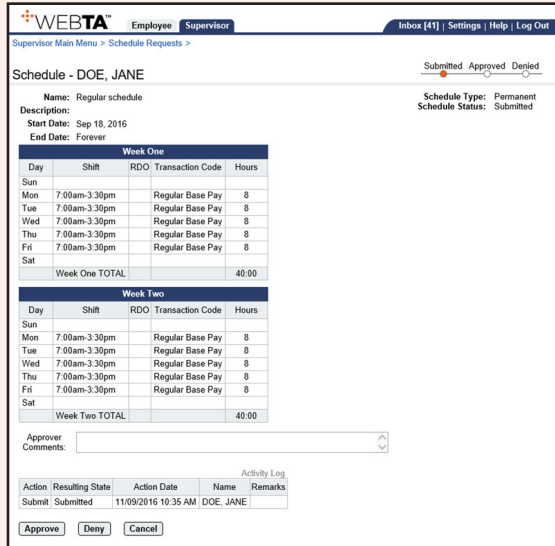 WEBTA™ Employee Supervisor Inbox [41] | Settings | Help | Log Out
Supervisor Main Menu > Schedule Requests >
Submitted Approved Denied
Schedule - DOE, JANE
Name: Regular schedule
Schedule Type: Permanent
Description:
Schedule Status: Submitted
Start Date: Sep 18, 2016
End Date: Forever
Week One
Day Shift RDO Transaction Code Hours
Sun
Mon 7:00am-3:30pm Regular Base Pay 8
Tue 7:00am-3:30pm Regular Base Pay 8
Wed 7:00am-3:30pm Regular Base Pay 8
Thu 7:00am-3:30pm Regular Base Pay 8
Fri 7:00am-3:30pm Regular Base Pay 8
Sat
Week One TOTAL 40:00
Week Two
Day Shift RDO Transaction Code Hours
Sun
Mon 7:00am-3:30pm Regular Base Pay 8
Tue 7:00am-3:30pm Regular Base Pay 8
Wed 7:00am-3:30pm Regular Base Pay 8
Thu 7:00am-3:30pm Regular Base Pay 8
Fri 7:00am-3:30pm Regular Base Pay 8
Sat
Week Two TOTAL 40:00
Approver
Comments:
Activity Log
Action Resulting State Action Date Name Remarks
Submit Submitted 11/09/2016 10:35 AM DOE, JANE
Approve Deny Cancel